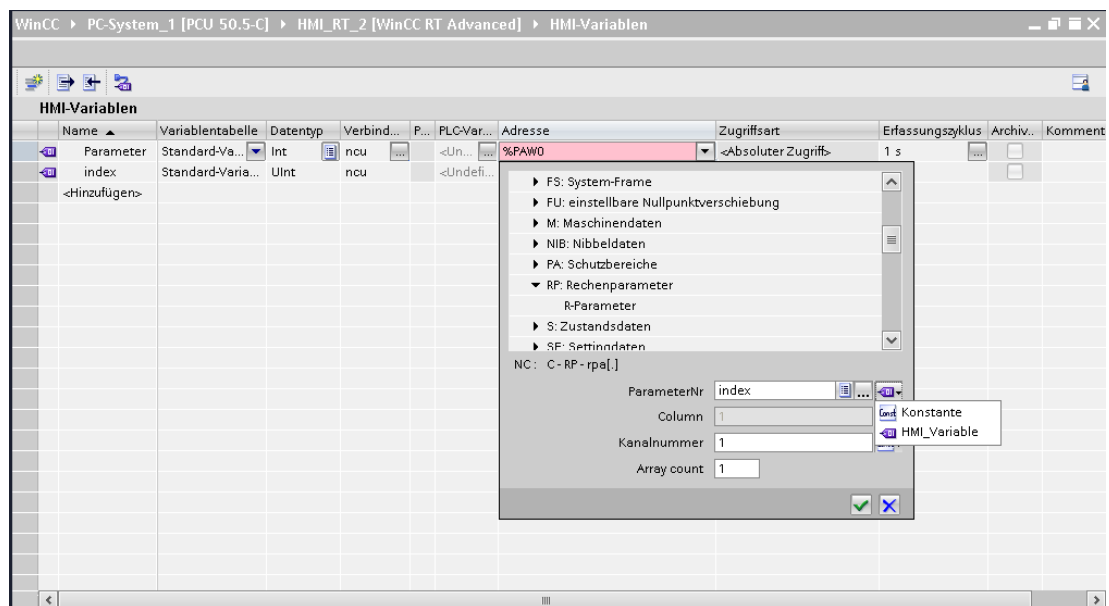 WinCC ▸ PC-System_1 [PCU 50.5-C] ▸ HMI_RT_2 [WinCC RT Advanced] ▸ HMI-Variablen
HMI-Variablen
Name Variablentabelle Datentyp Verbind... P... PLC-Var... Adresse Zugriffsart Erfassungszyklus Archiv.. Komment
Parameter Standard-Va... Int ncu ... <Un... ... %PAW0 <Absoluter Zugriff> 1 s ...
index Standard-Varia... UInt ncu <Undefi...
<Hinzufügen>
FS: System-Frame
FU: einstellbare Nullpunktverschiebung
M: Maschinendaten
NIB: Nibbeldaten
PA: Schutzbereiche
RP: Rechenparameter
R-Parameter
S: Zustandsdaten
SE: Settingdaten
NC : C - RP - rpa[.]
ParameterNr index ...
Const Konstante
Column 1
HMI_Variable
Kanalnummer 1
Array count 1